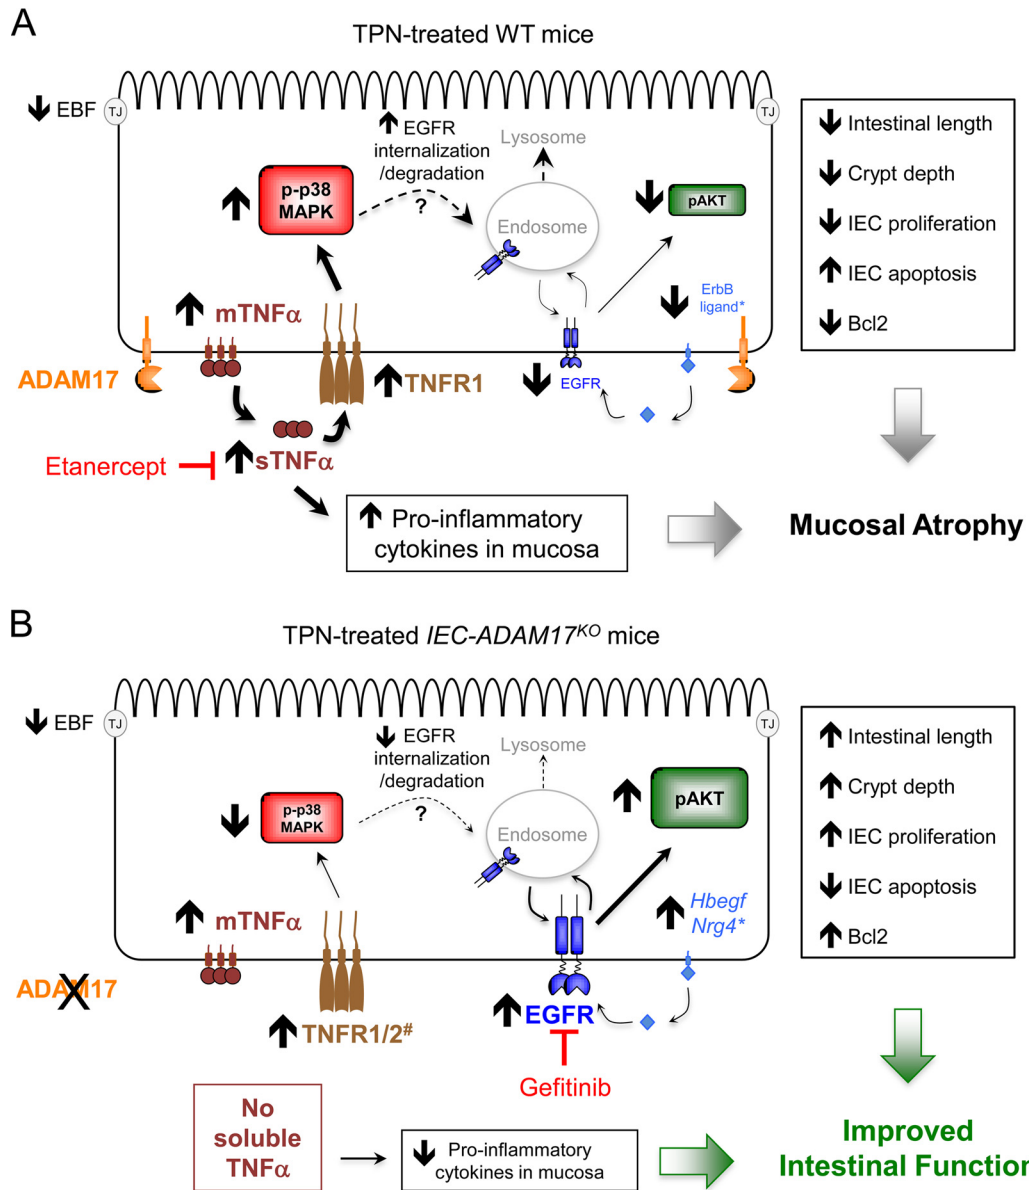 A
TPN-treated WT mice
EBF
TJ
TJ
EGFR
internalization
/degradation
?
Lysosome
Endosome
p-p38
MAPK
pAKT
mTNFα
ErbB
ligand*
ADAM17
TNFR1
EGFR
sTNFα
Etanercept
Pro-inflammatory
cytokines in mucosa
Intestinal length
Crypt depth
IEC proliferation
IEC apoptosis
Bcl2
Mucosal Atrophy
B
TPN-treated IEC-ADAM17KO mice
EBF
TJ
TJ
EGFR
internalization
/degradation
?
Lysosome
Endosome
p-p38
MAPK
pAKT
mTNFα
Hbegf
Nrg4*
ADAM17
TNFR1/2#
EGFR
Gefitinib
No
soluble
TNFα
Pro-inflammatory
cytokines in mucosa
Intestinal length
Crypt depth
IEC proliferation
IEC apoptosis
Bcl2
Improved
Intestinal Function